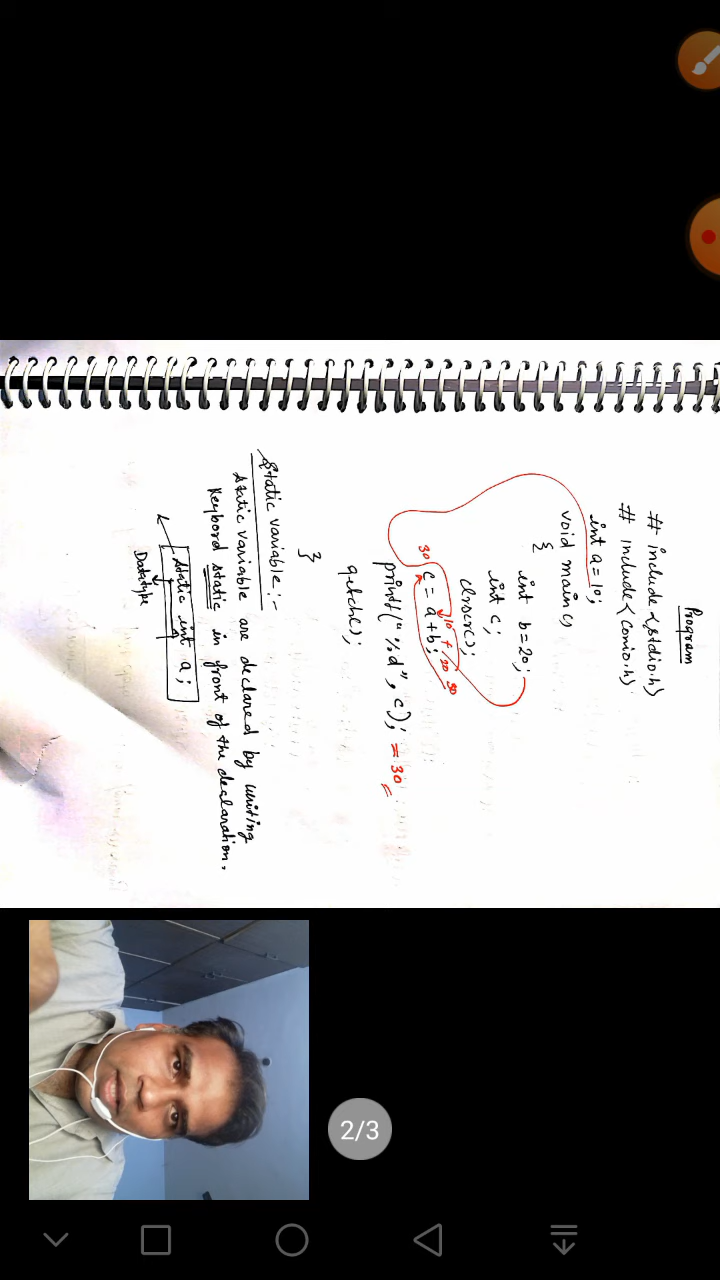 Program
# include <stdio.h)
# include <conio.h)
int a = 10;
void main()
{
int b = 20;
int c;
clrscr();
10 + 20 30
30 c = a+b;
printf("%d", c); = 30
getch();
}
Static variable:-
static variable are declared by writing
Keybord static in front of the declaration.
static int a;
Datatype
2/3